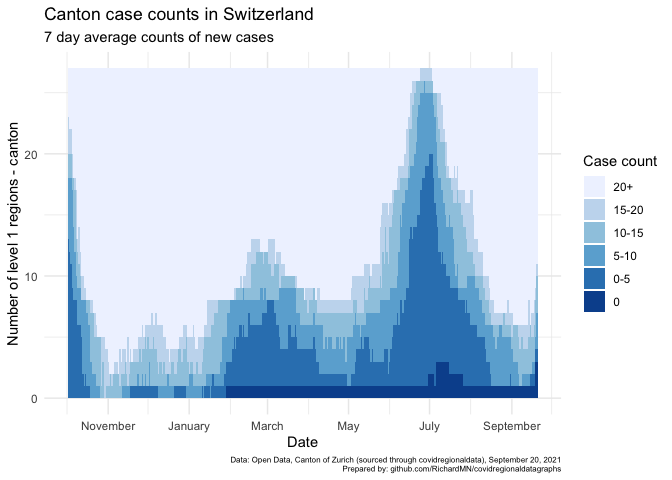 Canton case counts in Switzerland
7 day average counts of new cases
Number of level 1 regions - canton
20
10
0
November January March May July September
Date
Case count
20+
15-20
10-15
5-10
0-5
0
Data: Open Data, Canton of Zurich (sourced through covidregionaldata), September 20, 2021
Prepared by: github.com/RichardMN/covidregionaldatagraphs